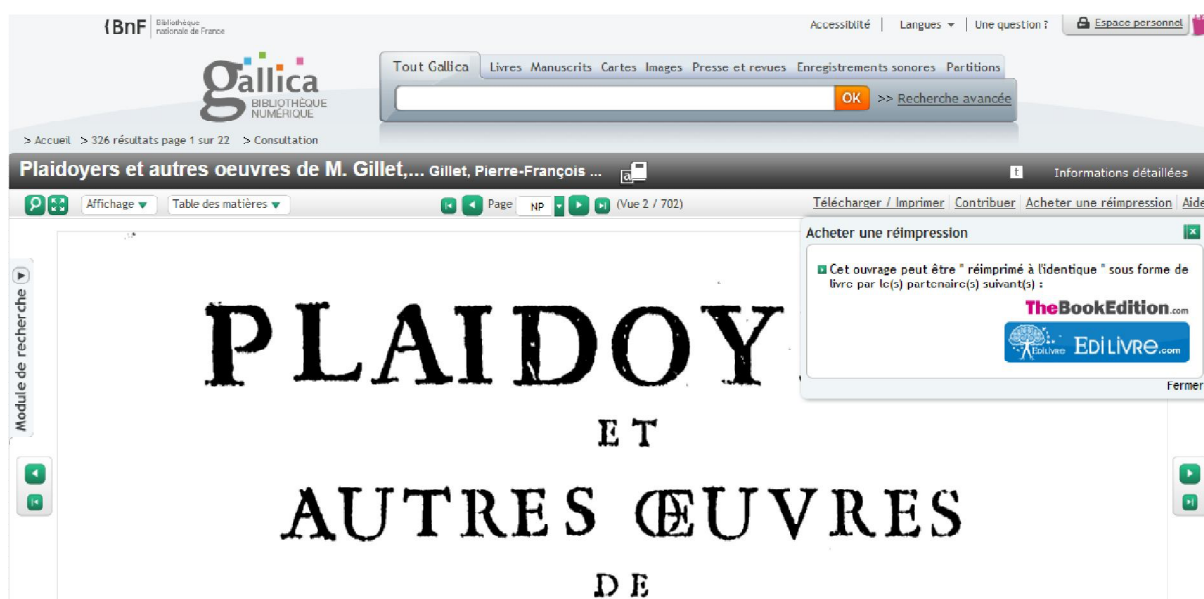 {BnF Bibliothèque nationale de France
Accessiblité | Langues | Une question ? Espace personnel
gallica
BIBLIOTHÈQUE
NUMÉRIQUE
Tout Gallica Livres Manuscrits Cartes Images Presse et revues Enregistrements sonores Partitions
OK >> Recherche avancée
> Accueil > 326 résultats page 1 sur 22 > Consultation
Plaidoyers et autres oeuvres de M. Gillet,... Gillet, Pierre-François ... a t Informations détaillées
Affichage Table des matières Page NP (Vue 2 / 702) Télécharger / Imprimer | Contribuer | Acheter une réimpression | Aide
Acheter une réimpression
Cet ouvrage peut être " réimprimé à l'identique " sous forme de
livre par le(s) partenaire(s) suivant(s) :
TheBookEdition.com
Edilivre EDILIVRE.com
Fermer
Module de recherche
PLAIDOY
ET
AUTRES ŒUVRES
DE